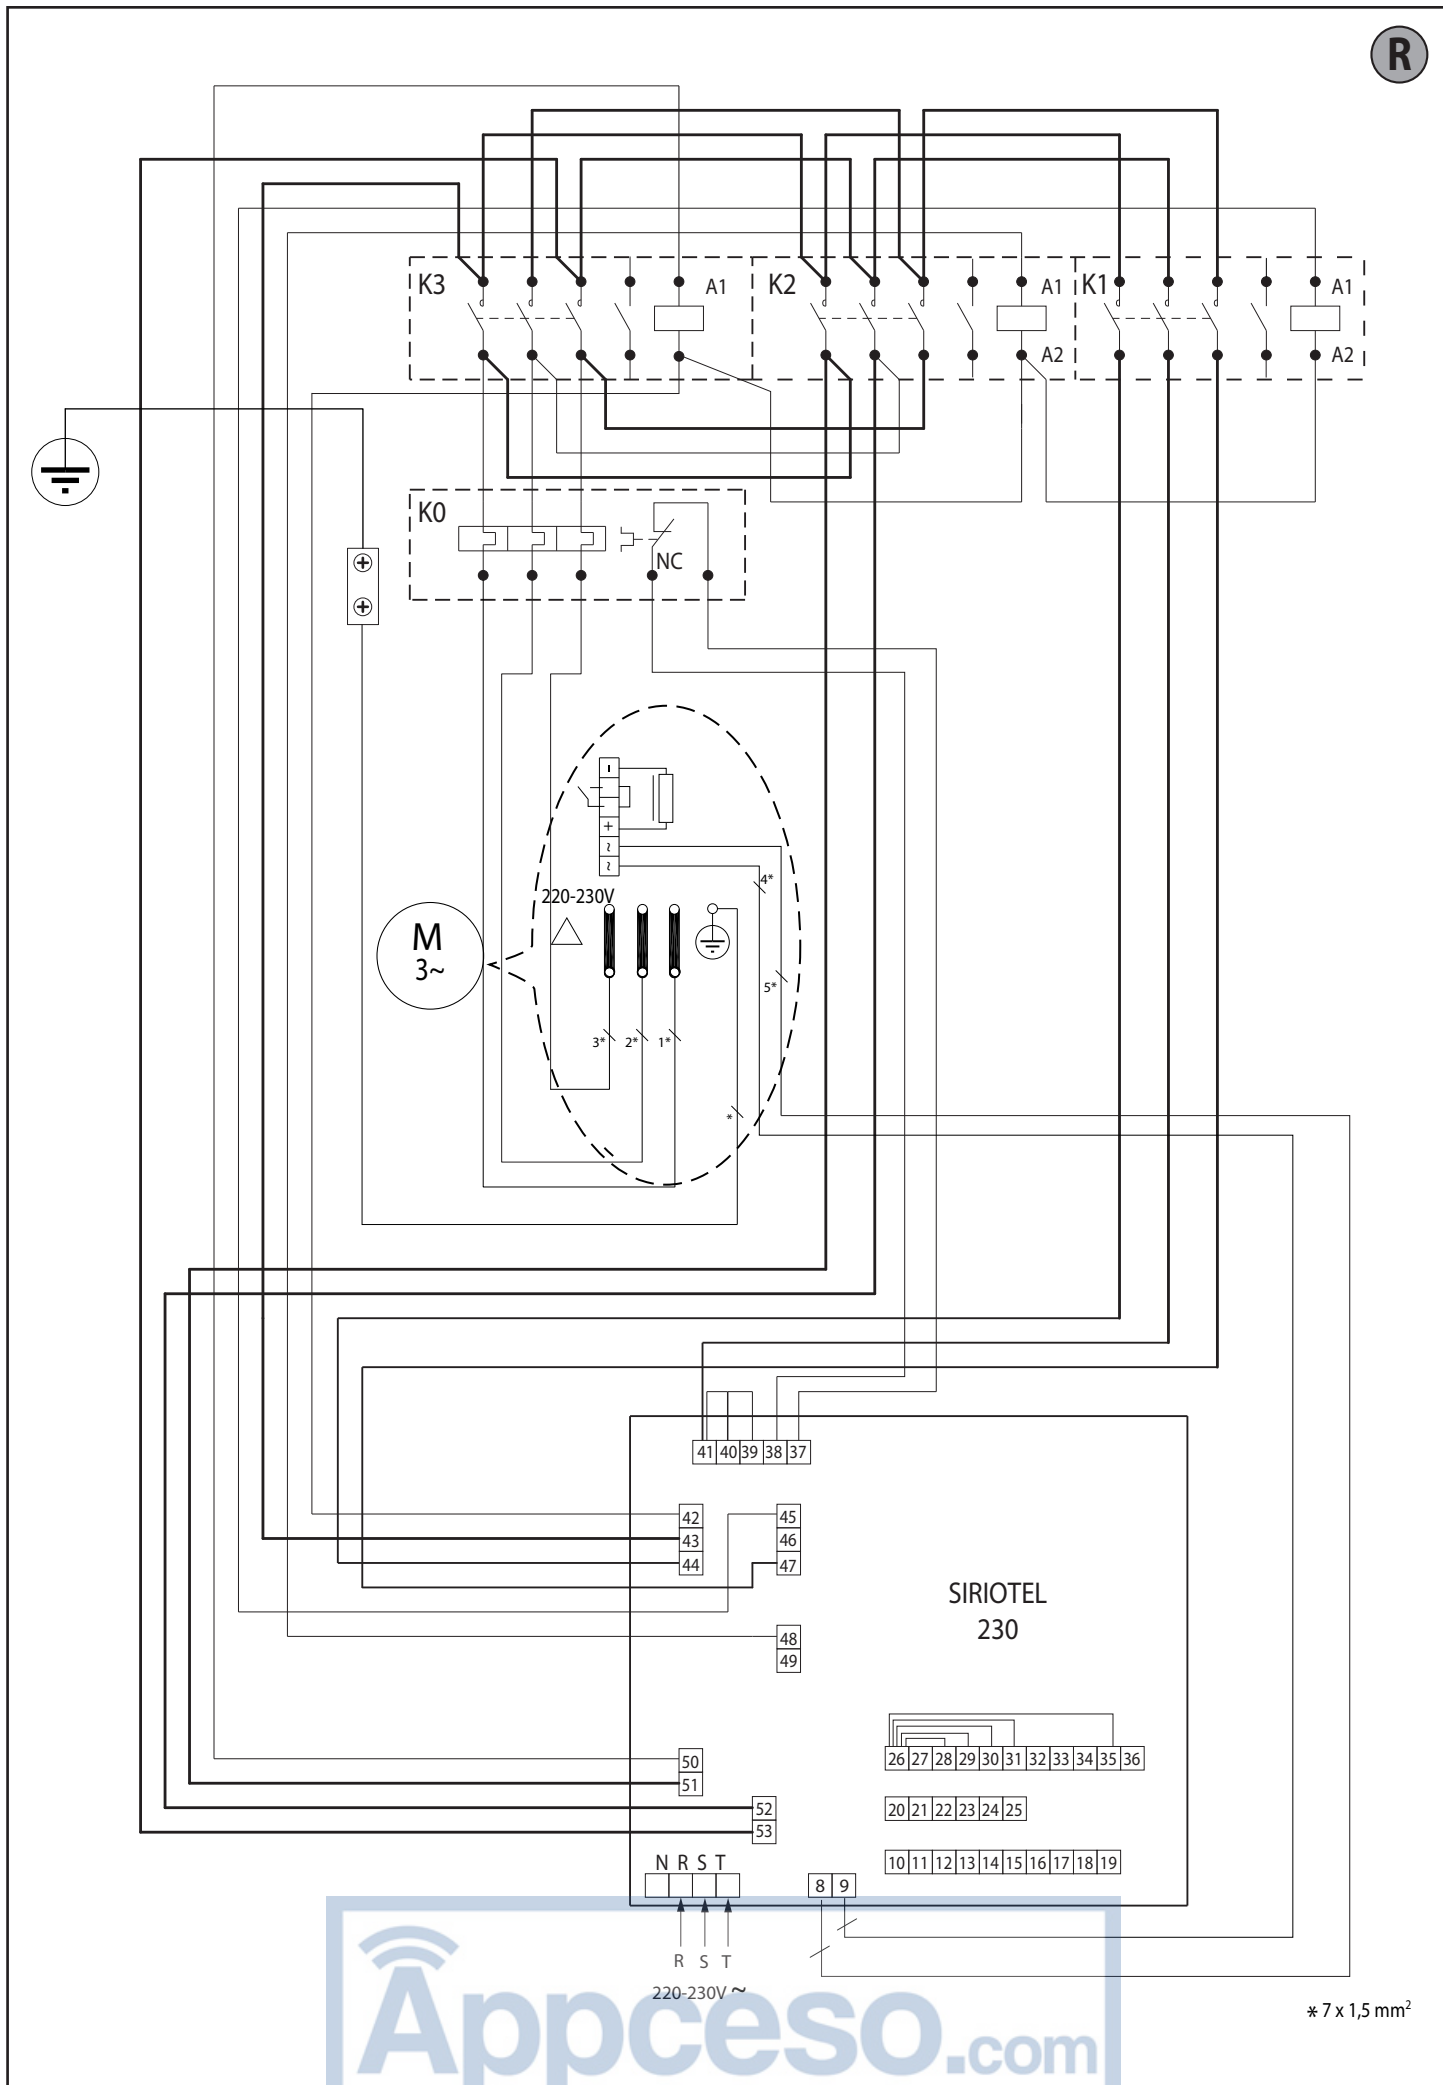 R
K3
A1
K2
A1
K1
A1
A2
A2
K0
NC
-
+
~
~
220-230V
4*
M
3~
5*
3* 2* 1*
*
41 40 39 38 37
42
43
44
45
46
47
SIRIOTEL
230
48
49
50
51
26 27 28 29 30 31 32 33 34 35 36
52
53
20 21 22 23 24 25
N R S T
10 11 12 13 14 15 16 17 18 19
8 9
R S T
220-230V ~
* 7 x 1,5 mm²
Appceso.com